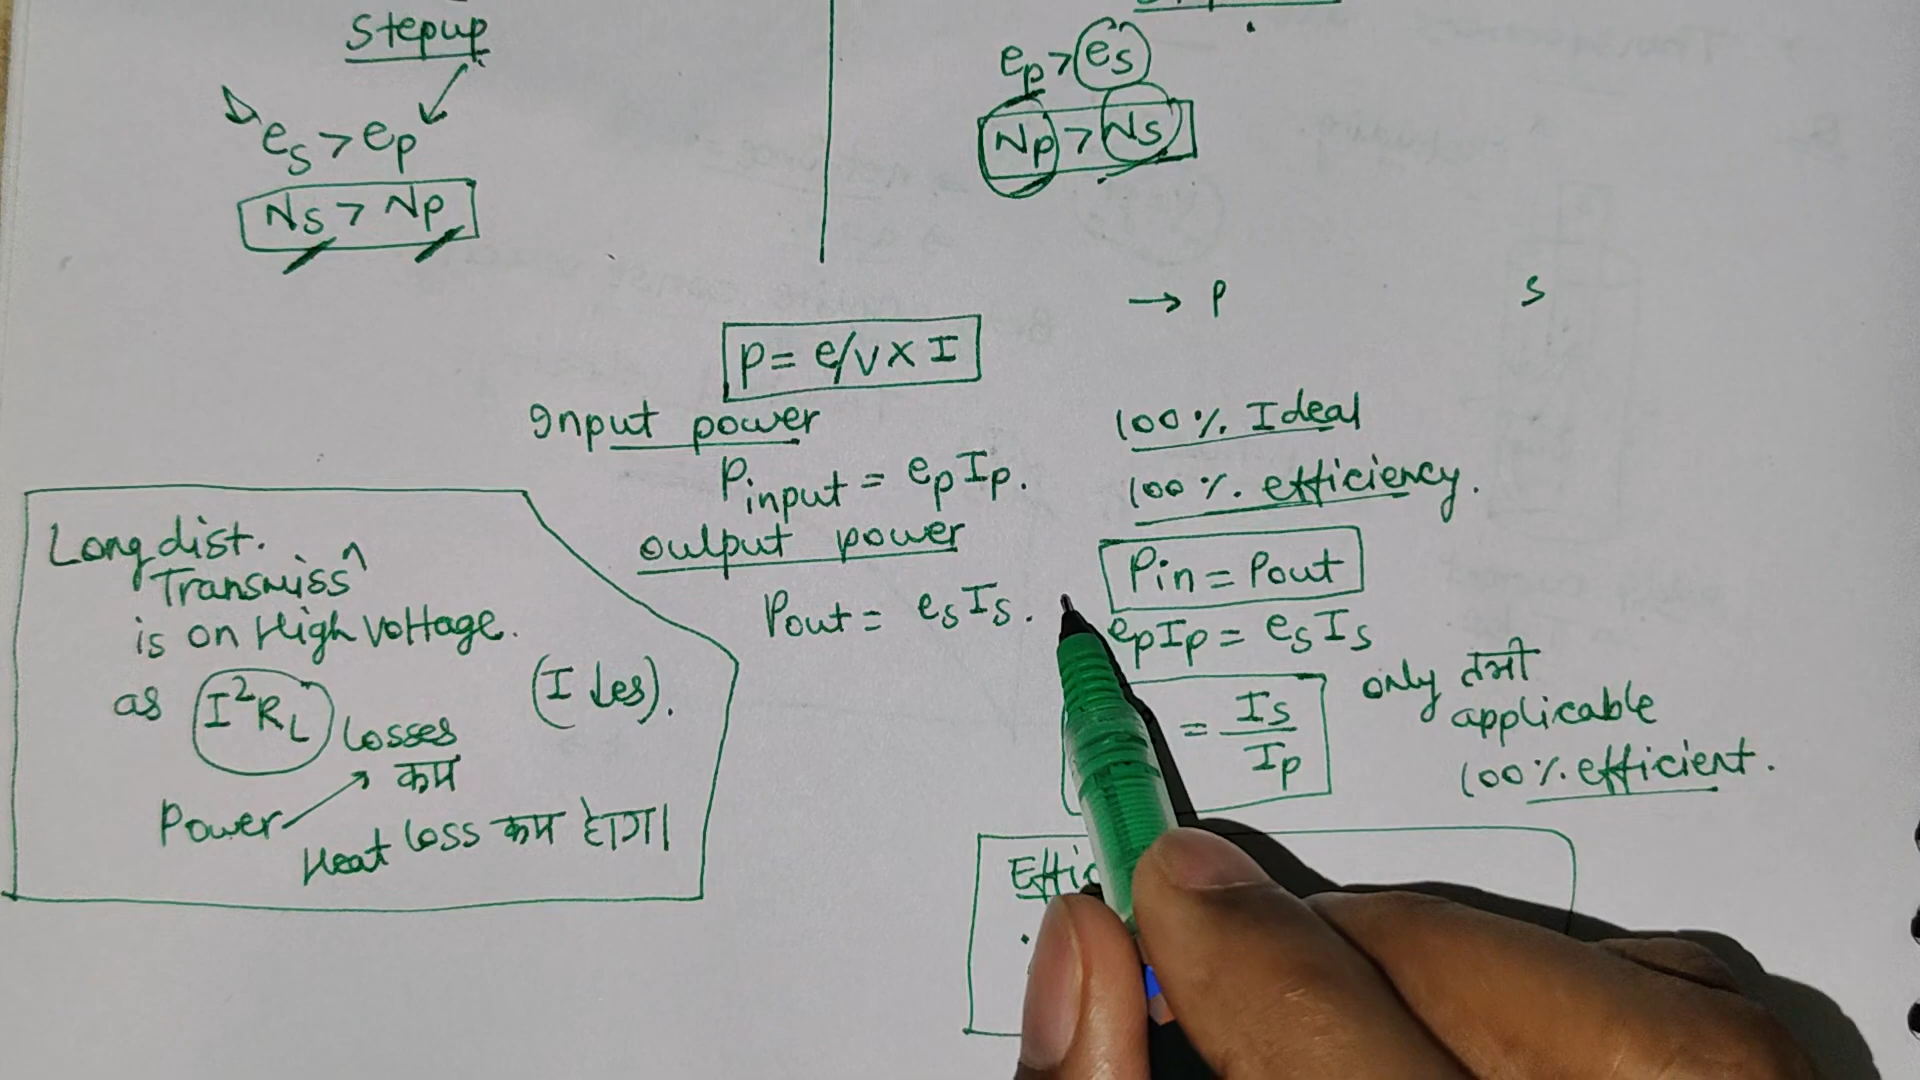 Stepup
es > ep
Ns > Np
ep > es
Np > Ns
→ P S
P = e/v x I
Input power
Pinput = epIp.
output power
Pout = esIs.
100% Ideal
100% efficiency.
Pin = Pout
epIp = esIs
= Is/Ip
only तभी
applicable
100% efficient.
Long dist.
Transmissn
is on High Voltage.
as I²RL losses (I ↓es).
कम
Power
Heat loss कम होगा।